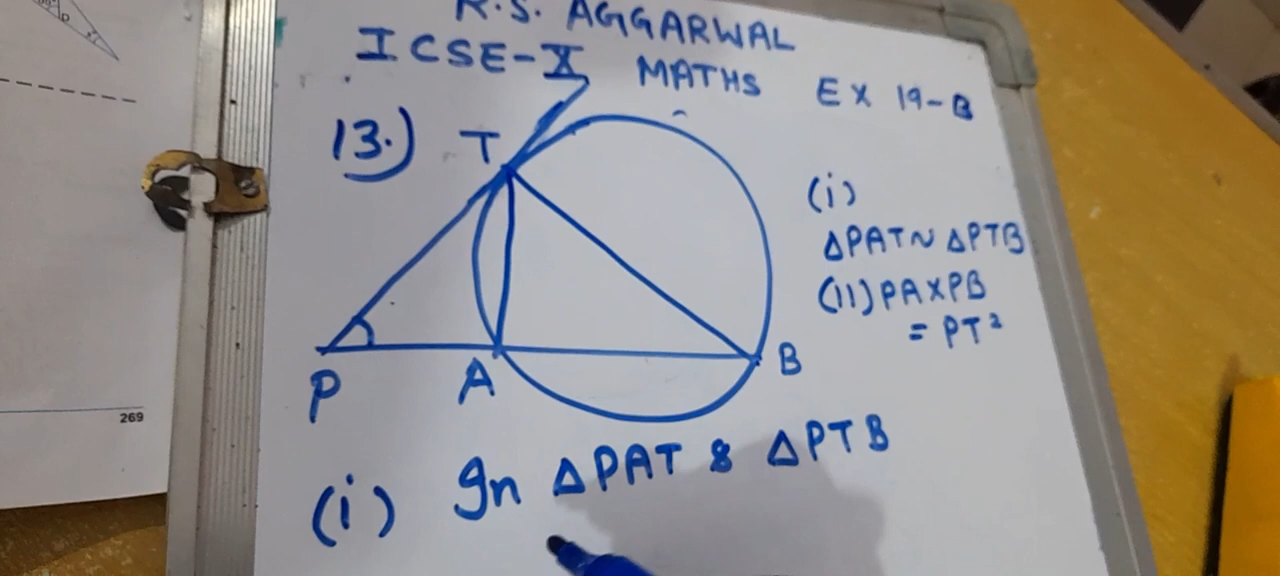 R.S. AGGARWAL
ICSE-X MATHS EX 19-B
13.)
T
P
A
B
(i)
ΔPAT ~ ΔPTB
(II) PA×PB
= PT²
(i) In ΔPAT & ΔPTB
D
269